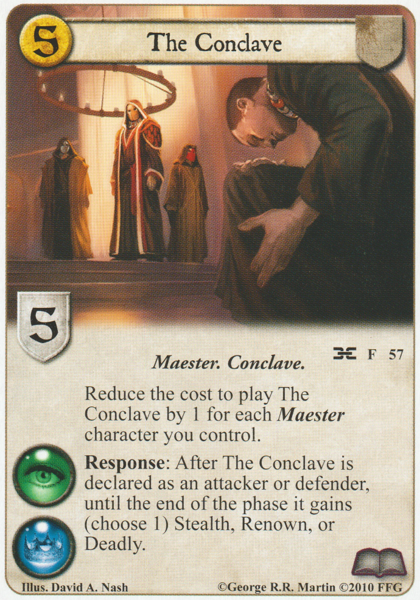 5
The Conclave
5
Maester. Conclave.
F 57
Reduce the cost to play The
Conclave by 1 for each Maester
character you control.
Response: After The Conclave is
declared as an attacker or defender,
until the end of the phase it gains
(choose 1) Stealth, Renown, or
Deadly.
Illus. David A. Nash ©George R.R. Martin ©2010 FFG